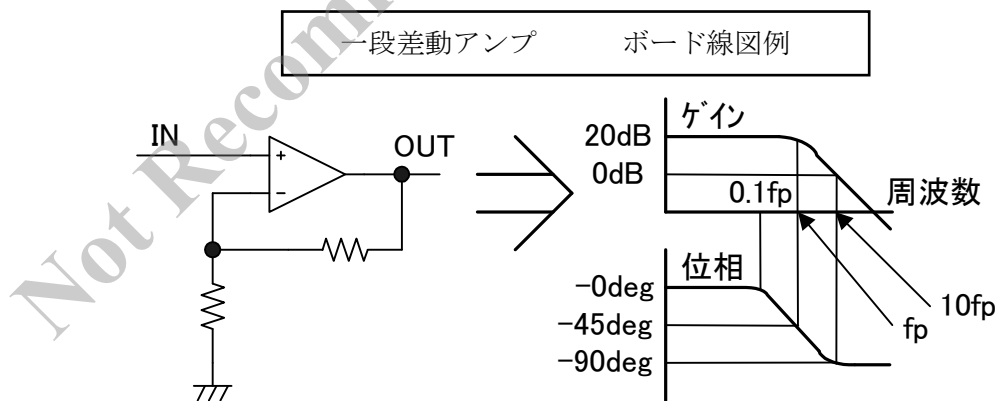 一段差動アンプ ボード線図例
Not Recom
IN
+
−
OUT
ゲイン
20dB
0dB
0.1fp
周波数
位相
-0deg
-45deg
-90deg
10fp
fp